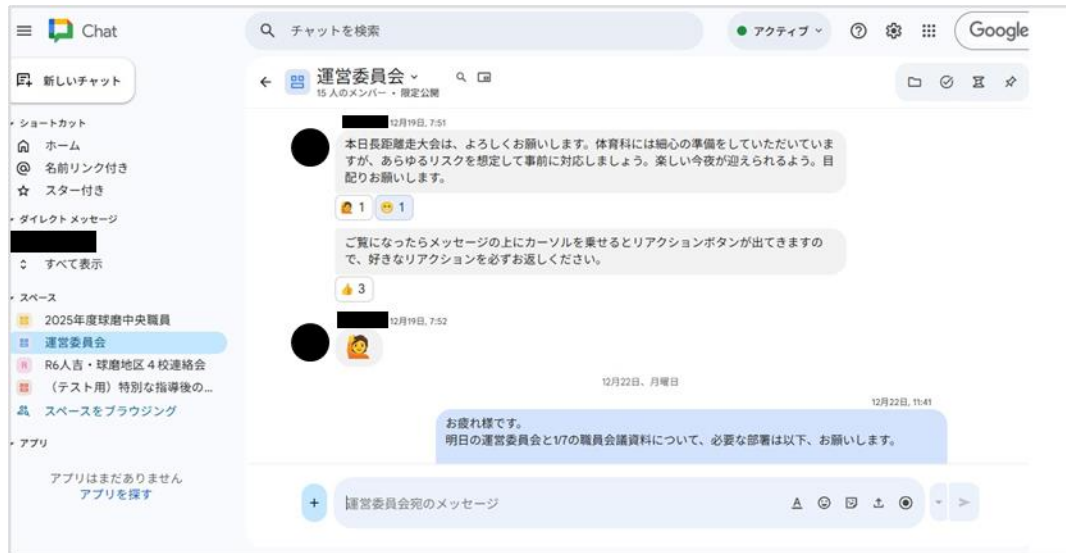 Chat
チャットを検索
アクティブ
Google
新しいチャット
運営委員会
15 人のメンバー • 限定公開
ショートカット
ホーム
名前リンク付き
スター付き
ダイレクト メッセージ
すべて表示
スペース
2025年度球磨中央職員
運営委員会
R
R6人吉・球磨地区４校連絡会
（テスト用）特別な指導後の...
スペースをブラウジング
アプリ
アプリはまだありません
アプリを探す
12月19日, 7:51
本日長距離走大会は、よろしくお願いします。体育科には細心の準備をしていただいていま
すが、あらゆるリスクを想定して事前に対応しましょう。楽しい今夜が迎えられるよう。目
配りお願いします。
1
1
ご覧になったらメッセージの上にカーソルを乗せるとリアクションボタンが出てきますの
で、好きなリアクションを必ずお返しください。
3
12月19日, 7:52
12月22日、月曜日
12月22日, 11:41
お疲れ様です。
明日の運営委員会と1/7の職員会議資料について、必要な部署は以下、お願いします。
運営委員会宛のメッセージ